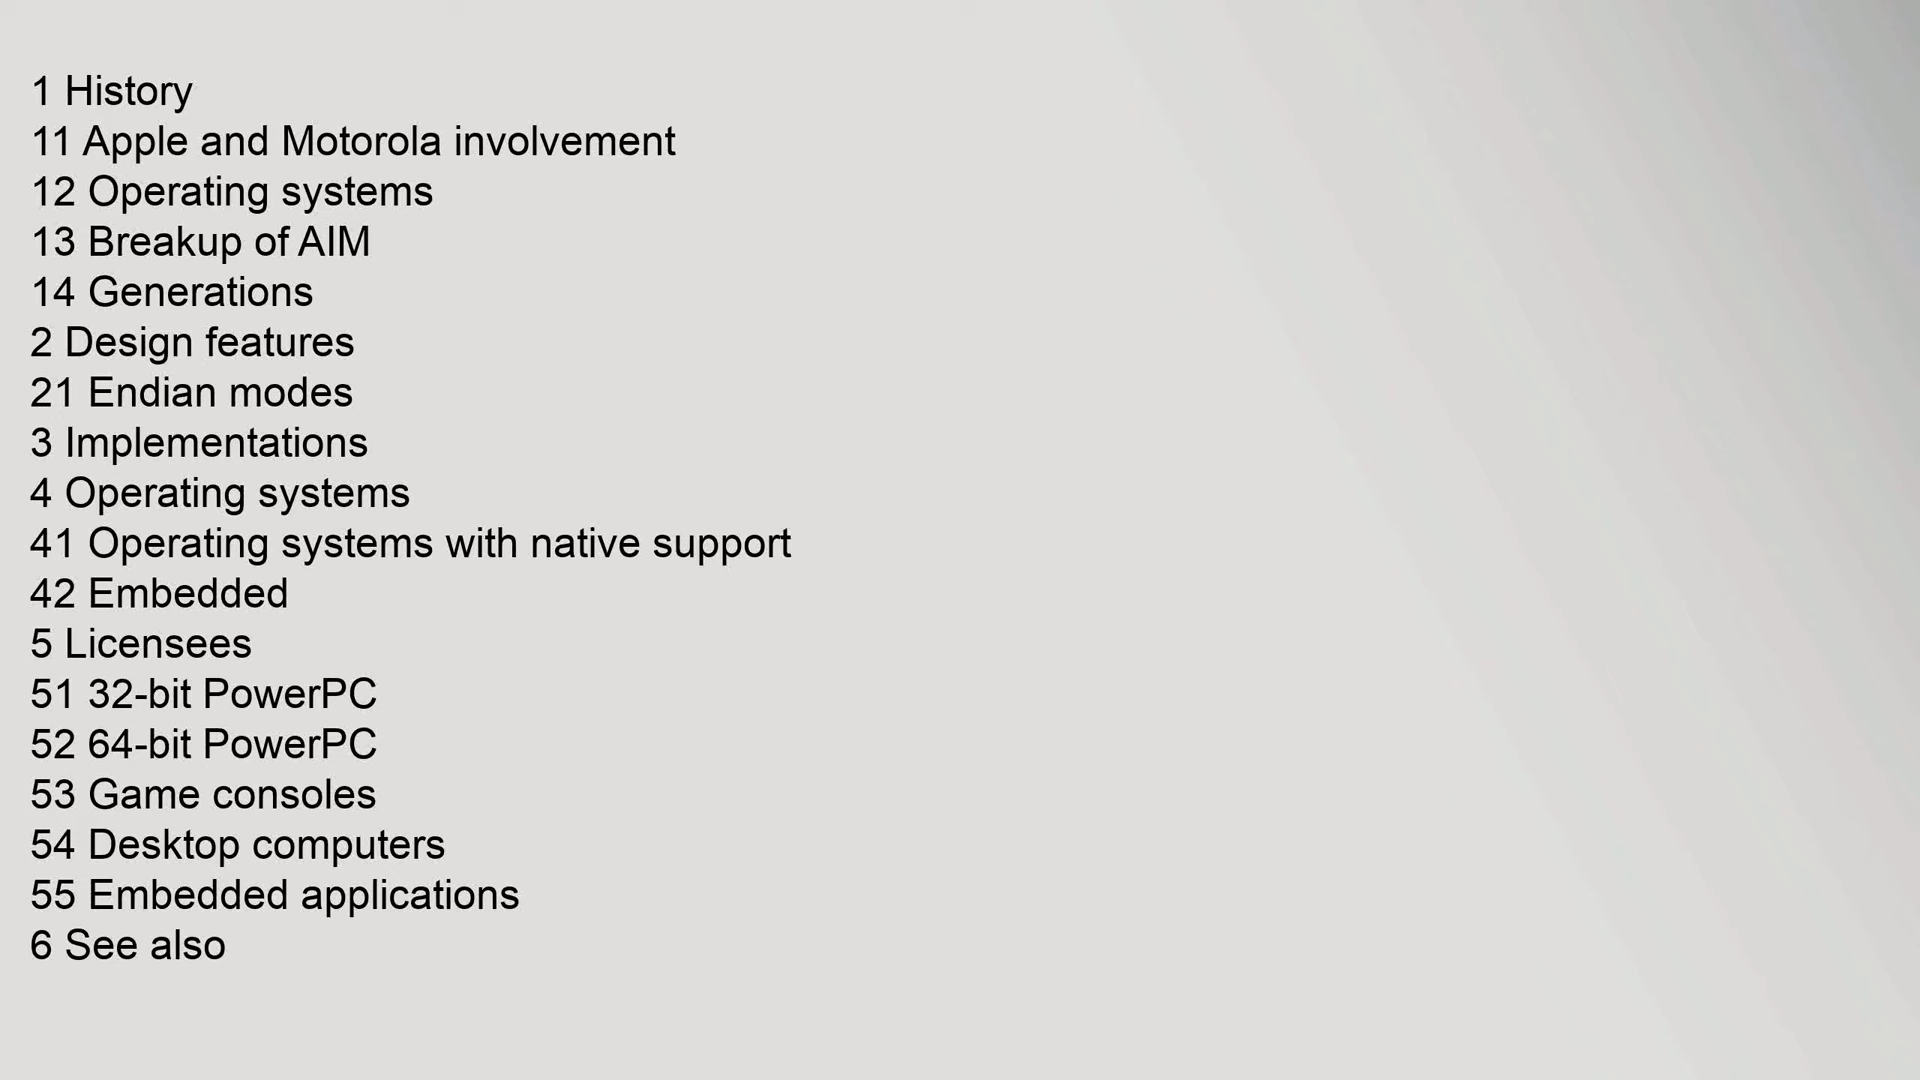 1 History
11 Apple and Motorola involvement
12 Operating systems
13 Breakup of AIM
14 Generations
2 Design features
21 Endian modes
3 Implementations
4 Operating systems
41 Operating systems with native support
42 Embedded
5 Licensees
51 32-bit PowerPC
52 64-bit PowerPC
53 Game consoles
54 Desktop computers
55 Embedded applications
6 See also